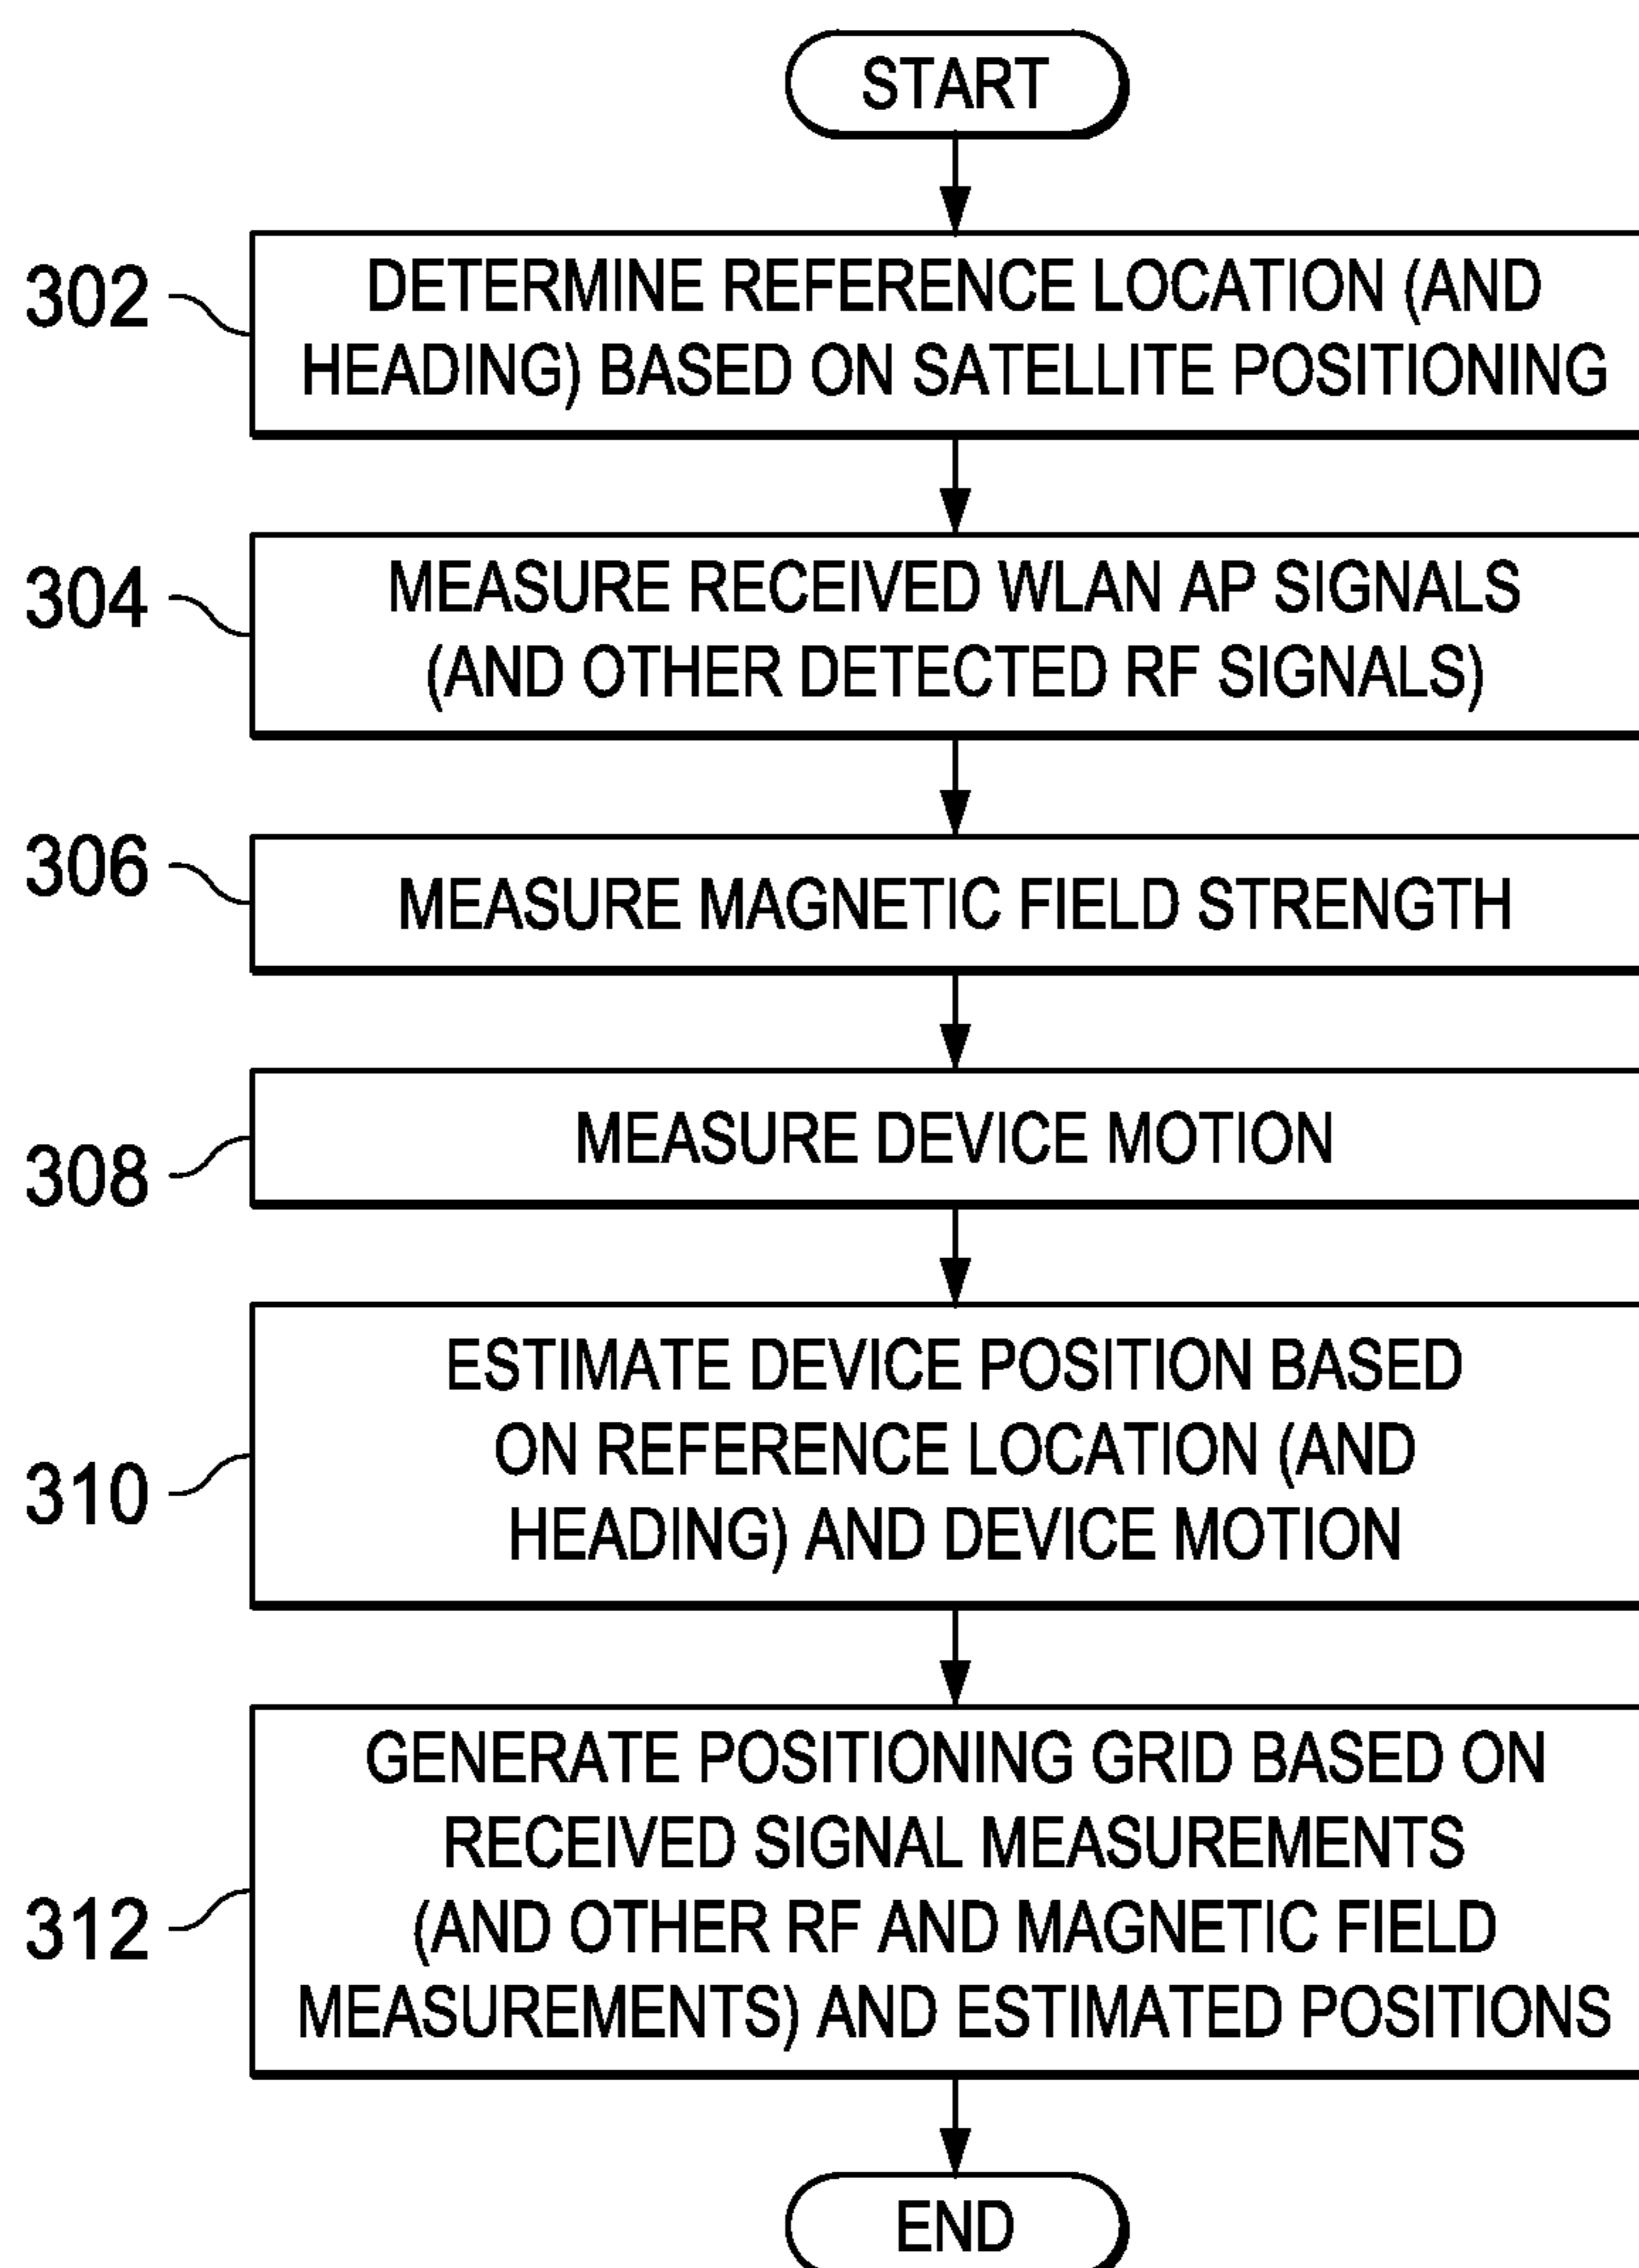 START
302
DETERMINE REFERENCE LOCATION (AND
HEADING) BASED ON SATELLITE POSITIONING
304
MEASURE RECEIVED WLAN AP SIGNALS
(AND OTHER DETECTED RF SIGNALS)
306
MEASURE MAGNETIC FIELD STRENGTH
308
MEASURE DEVICE MOTION
310
ESTIMATE DEVICE POSITION BASED
ON REFERENCE LOCATION (AND
HEADING) AND DEVICE MOTION
312
GENERATE POSITIONING GRID BASED ON
RECEIVED SIGNAL MEASUREMENTS
(AND OTHER RF AND MAGNETIC FIELD
MEASUREMENTS) AND ESTIMATED POSITIONS
END